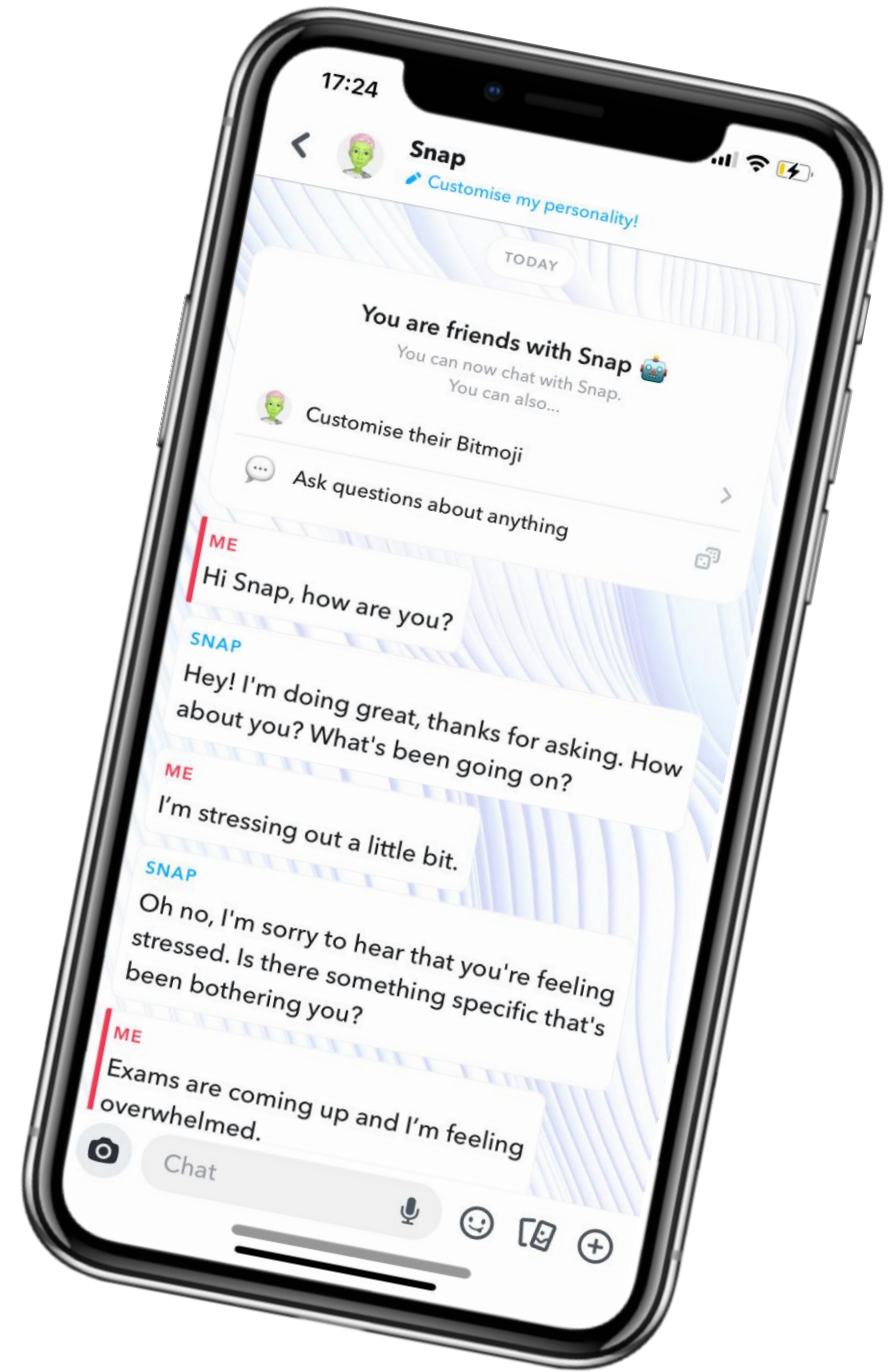 17:24
Snap
Customise my personality!
TODAY
You are friends with Snap 🤖
You can now chat with Snap.
You can also...
Customise their Bitmoji
Ask questions about anything
ME
Hi Snap, how are you?
SNAP
Hey! I'm doing great, thanks for asking. How
about you? What's been going on?
ME
I’m stressing out a little bit.
SNAP
Oh no, I'm sorry to hear that you're feeling
stressed. Is there something specific that's
been bothering you?
ME
Exams are coming up and I’m feeling
overwhelmed.
Chat